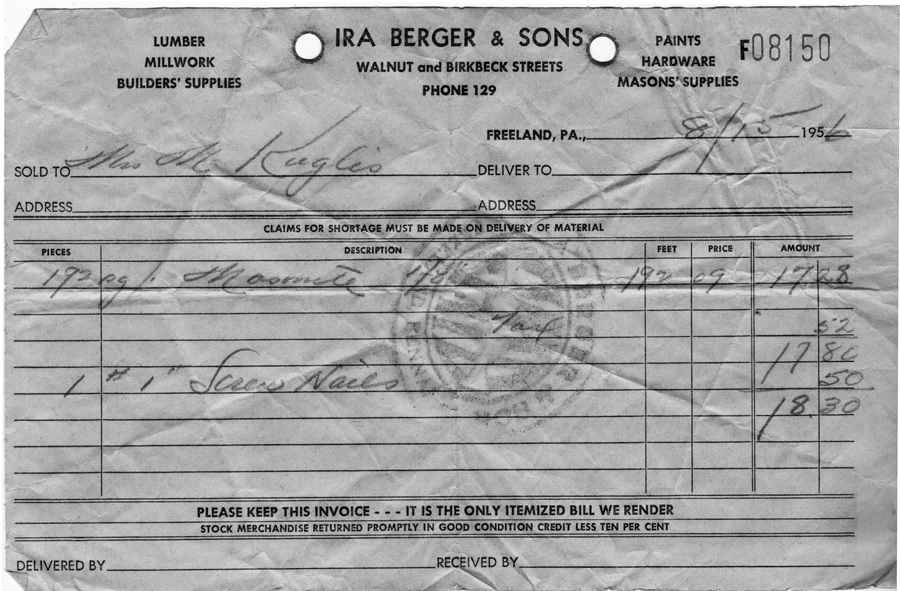 LUMBER
MILLWORK
BUILDERS' SUPPLIES
IRA BERGER & SONS
WALNUT and BIRKBECK STREETS
PHONE 129
PAINTS
HARDWARE
MASONS' SUPPLIES
F08150
FREELAND, PA., 8/15 1956
SOLD TO Mrs Kuglis DELIVER TO
ADDRESS ADDRESS
CLAIMS FOR SHORTAGE MUST BE MADE ON DELIVERY OF MATERIAL
PIECES DESCRIPTION FEET PRICE AMOUNT
192 Masonite 192 09 17.28
Tax 52
17 80
1 # 1" Screw Nails 50
18.30
PLEASE KEEP THIS INVOICE - - - IT IS THE ONLY ITEMIZED BILL WE RENDER
STOCK MERCHANDISE RETURNED PROMPTLY IN GOOD CONDITION CREDIT LESS TEN PER CENT
DELIVERED BY RECEIVED BY